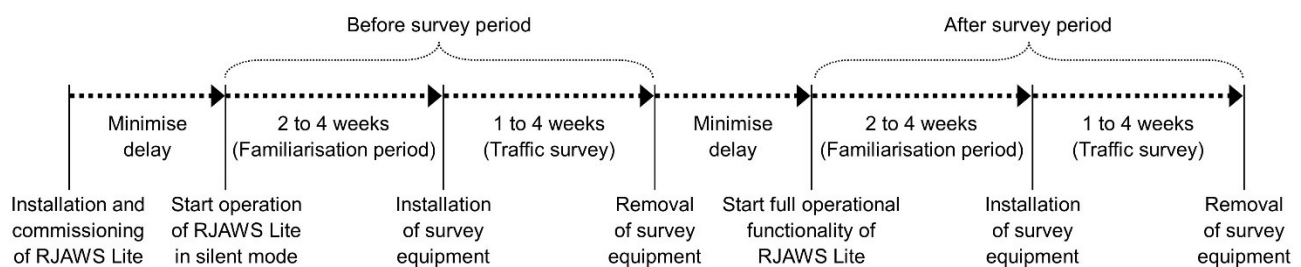 Before survey period
After survey period
Minimise
delay
2 to 4 weeks
(Familiarisation period)
1 to 4 weeks
(Traffic survey)
Minimise
delay
2 to 4 weeks
(Familiarisation period)
1 to 4 weeks
(Traffic survey)
Installation and
commissioning
of RJAWS Lite
Start operation
of RJAWS Lite
in silent mode
Installation
of survey
equipment
Removal
of survey
equipment
Start full operational
functionality of
RJAWS Lite
Installation
of survey
equipment
Removal
of survey
equipment